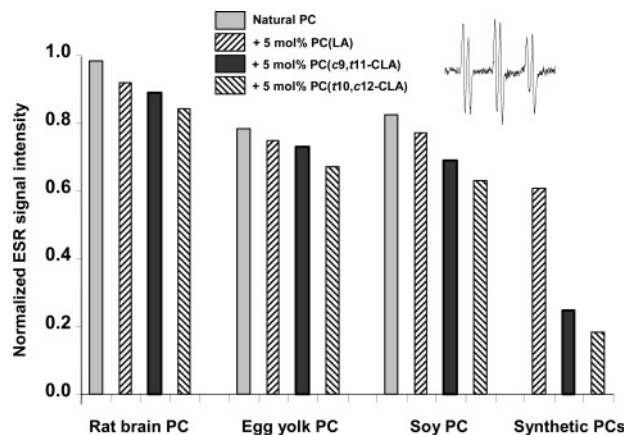 Natural PC
+ 5 mol% PC(LA)
+ 5 mol% PC(c9,t11-CLA)
+ 5 mol% PC(t10,c12-CLA)
Normalized ESR signal intensity
1.0
0.8
0.6
0.4
0.2
0.0
Rat brain PC Egg yolk PC Soy PC Synthetic PCs